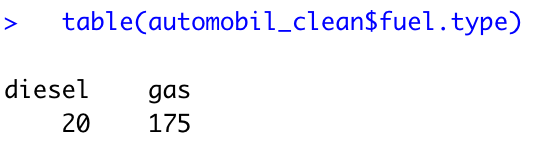 > table(automobil_clean$fuel.type)
diesel gas
20 175